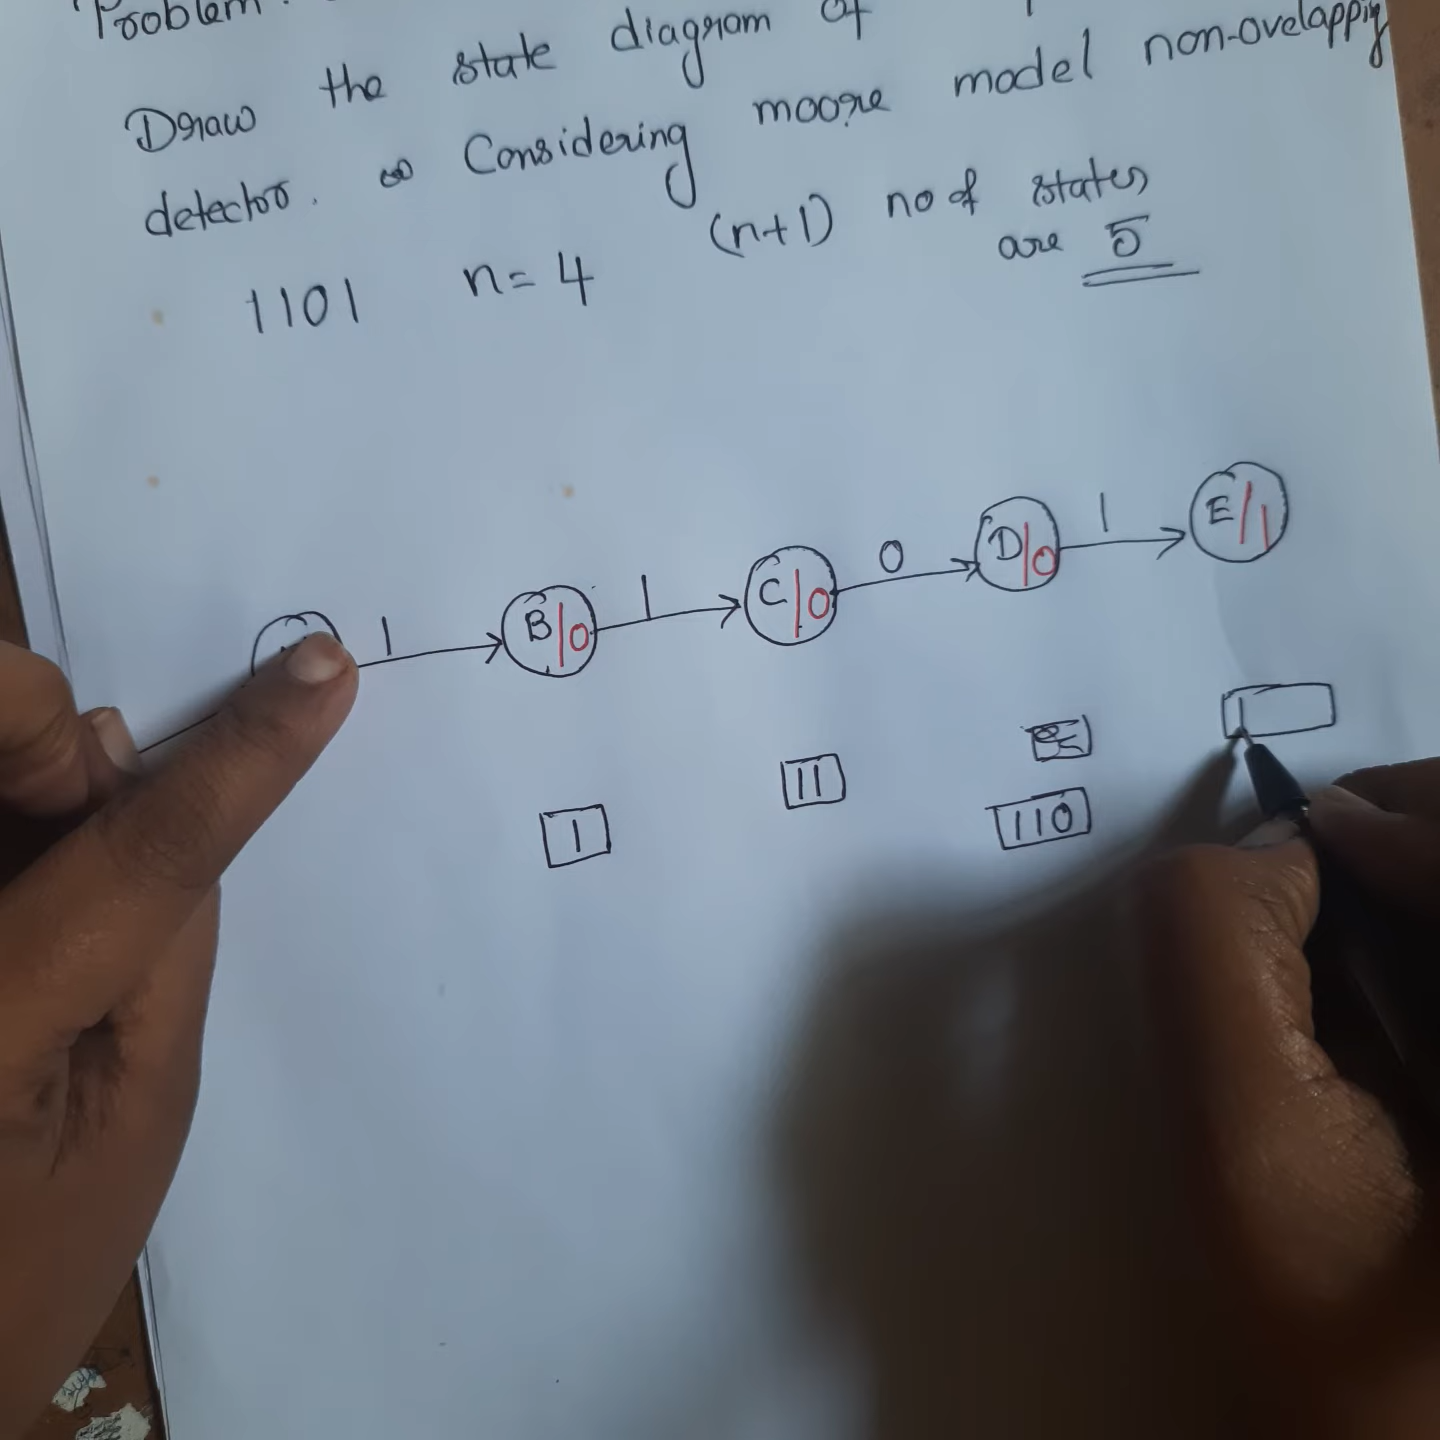 Problem
Draw the state diagram of
detector. Considering moore model non-ovelapping
1101 n=4 (n+1) no of states
are 5
1 B/0 1 C/0 0 D/0 1 E/1
1 11 110 1